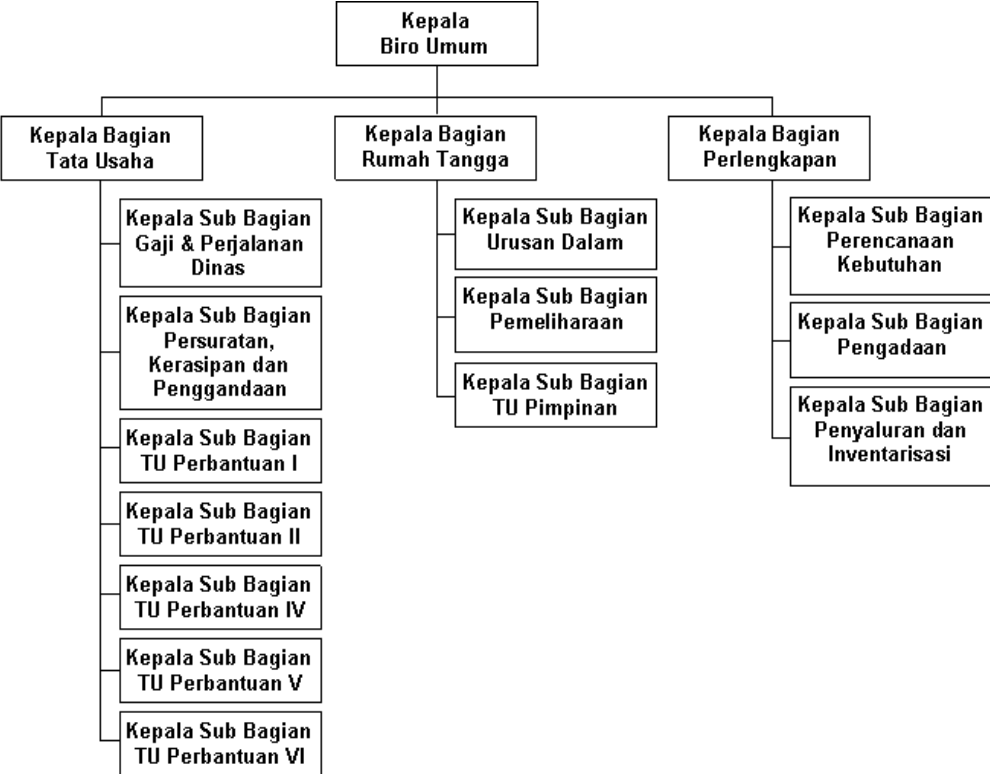 Kepala
Biro Umum
Kepala Bagian
Tata Usaha
Kepala Sub Bagian
Gaji & Perjalanan
Dinas
Kepala Sub Bagian
Persuratan,
Kerasipan dan
Penggandaan
Kepala Sub Bagian
TU Perbantuan I
Kepala Sub Bagian
TU Perbantuan II
Kepala Sub Bagian
TU Perbantuan IV
Kepala Sub Bagian
TU Perbantuan V
Kepala Sub Bagian
TU Perbantuan VI
Kepala Bagian
Rumah Tangga
Kepala Sub Bagian
Urusan Dalam
Kepala Sub Bagian
Pemeliharaan
Kepala Sub Bagian
TU Pimpinan
Kepala Bagian
Perlengkapan
Kepala Sub Bagian
Perencanaan
Kebutuhan
Kepala Sub Bagian
Pengadaan
Kepala Sub Bagian
Penyaluran dan
Inventarisasi